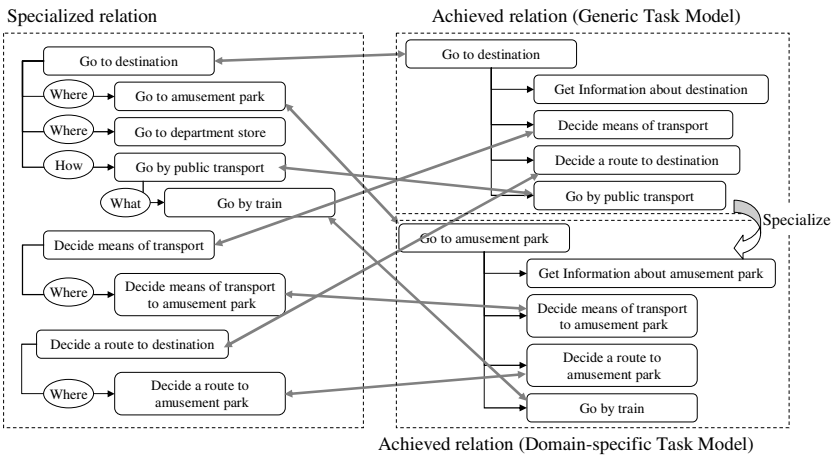 Specialized relation
Go to destination
Where
Go to amusement park
Where
Go to department store
How
Go by public transport
What
Go by train
Decide means of transport
Where
Decide means of transport
to amusement park
Decide a route to destination
Where
Decide a route to
amusement park
Achieved relation (Generic Task Model)
Go to destination
Get Information about destination
Decide means of transport
Decide a route to destination
Go by public transport
Specialize
Go to amusement park
Get Information about amusement park
Decide means of transport
to amusement park
Decide a route to
amusement park
Go by train
Achieved relation (Domain-specific Task Model)